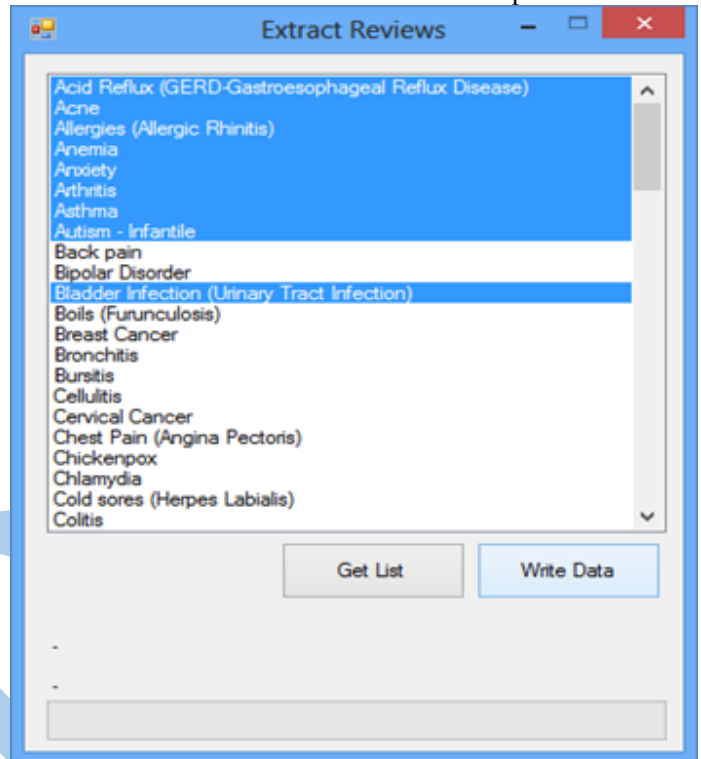 Extract Reviews
Acid Reflux (GERD-Gastroesophageal Reflux Disease)
Acne
Allergies (Allergic Rhinitis)
Anemia
Anxiety
Arthritis
Asthma
Autism - Infantile
Back pain
Bipolar Disorder
Bladder Infection (Urinary Tract Infection)
Boils (Furunculosis)
Breast Cancer
Bronchitis
Bursitis
Cellulitis
Cervical Cancer
Chest Pain (Angina Pectoris)
Chickenpox
Chlamydia
Cold sores (Herpes Labialis)
Colitis
Get List Write Data
-
-